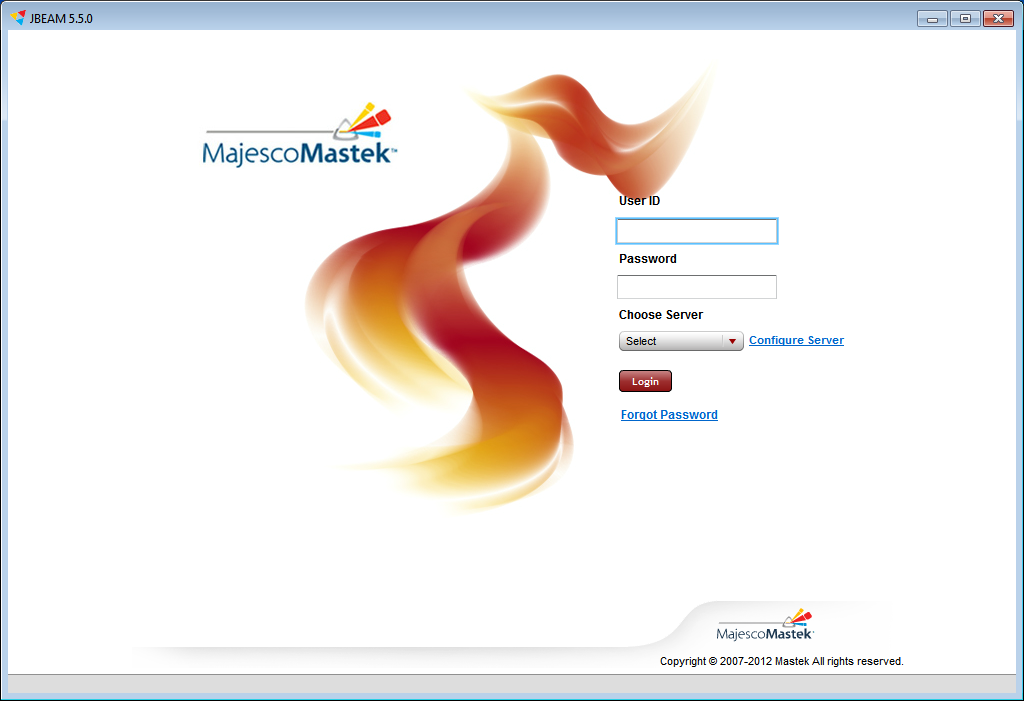 JBEAM 5.5.0
MajescoMastek™
User ID
Password
Choose Server
Select
Configure Server
Login
Forgot Password
MajescoMastek
Copyright © 2007-2012 Mastek All rights reserved.